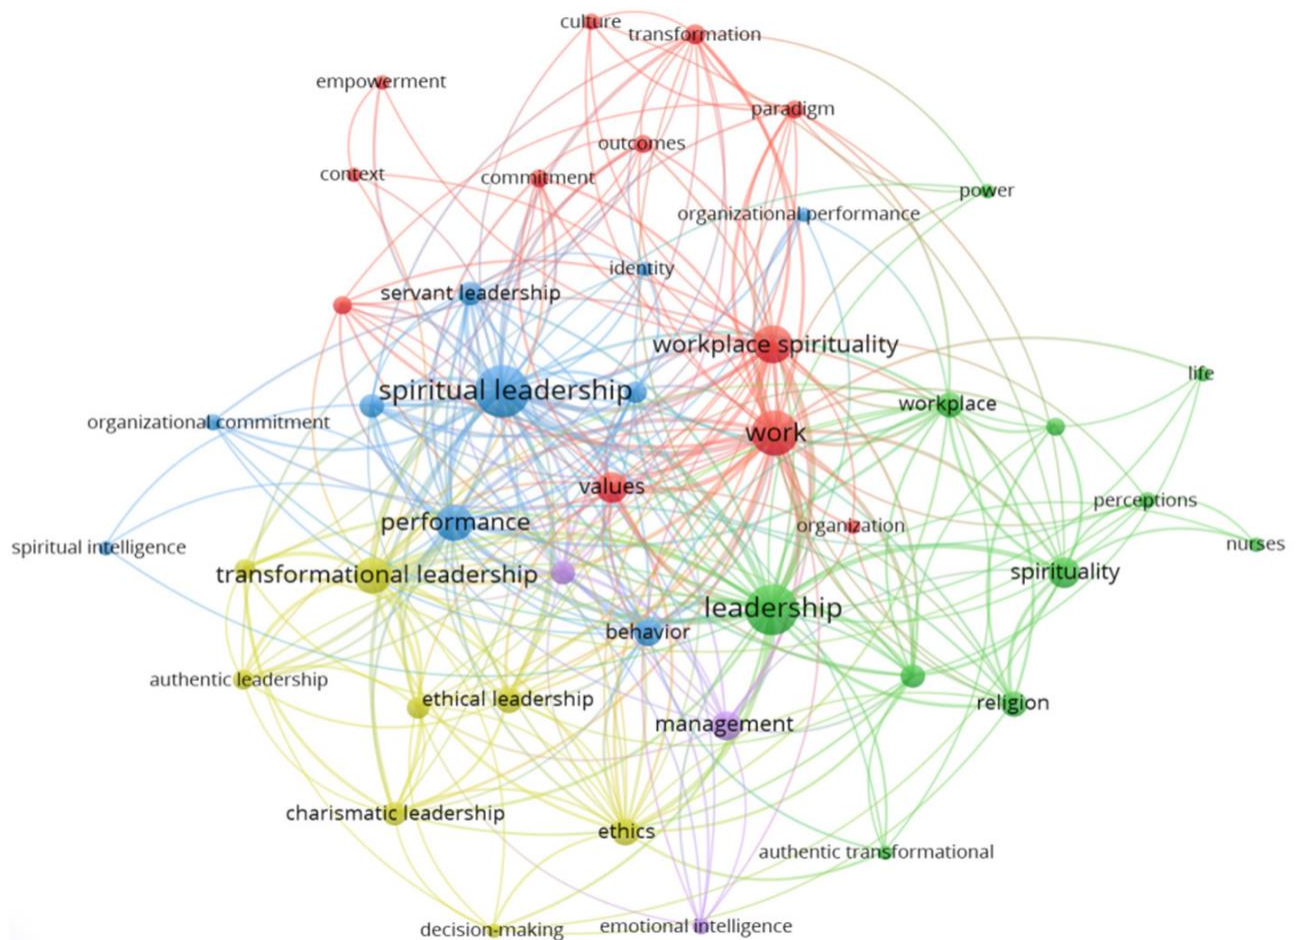 culture
transformation
empowerment
paradigm
outcomes
context
commitment
power
organizational performance
identity
servant leadership
workplace spirituality
life
spiritual leadership
workplace
organizational commitment
work
values
perceptions
performance
organization
nurses
spiritual intelligence
transformational leadership
spirituality
leadership
behavior
authentic leadership
ethical leadership
religion
management
charismatic leadership
ethics
authentic transformational
decision-making
emotional intelligence